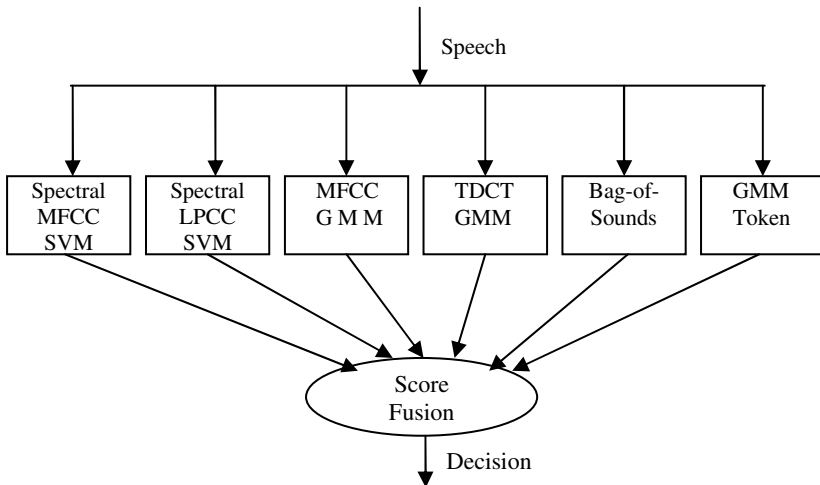 Speech
Spectral
MFCC
SVM
Spectral
LPCC
SVM
MFCC
G M M
TDCT
GMM
Bag-of-
Sounds
GMM
Token
Score
Fusion
Decision